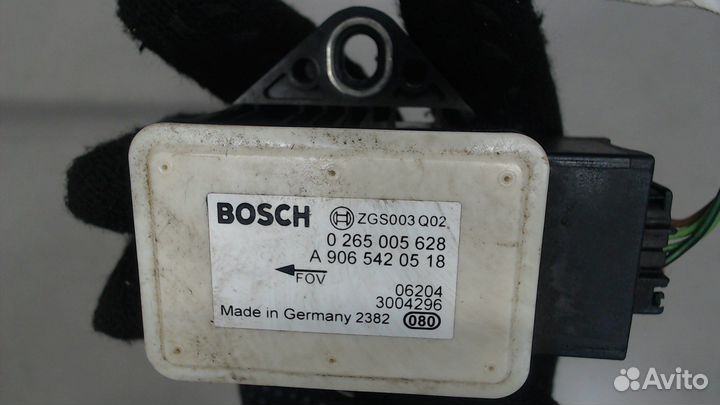 BOSCH ZGS003 Q02
0 265 005 628
A 906 542 05 18
FOV
06204
3004296
Made in Germany 2382 080
Avito